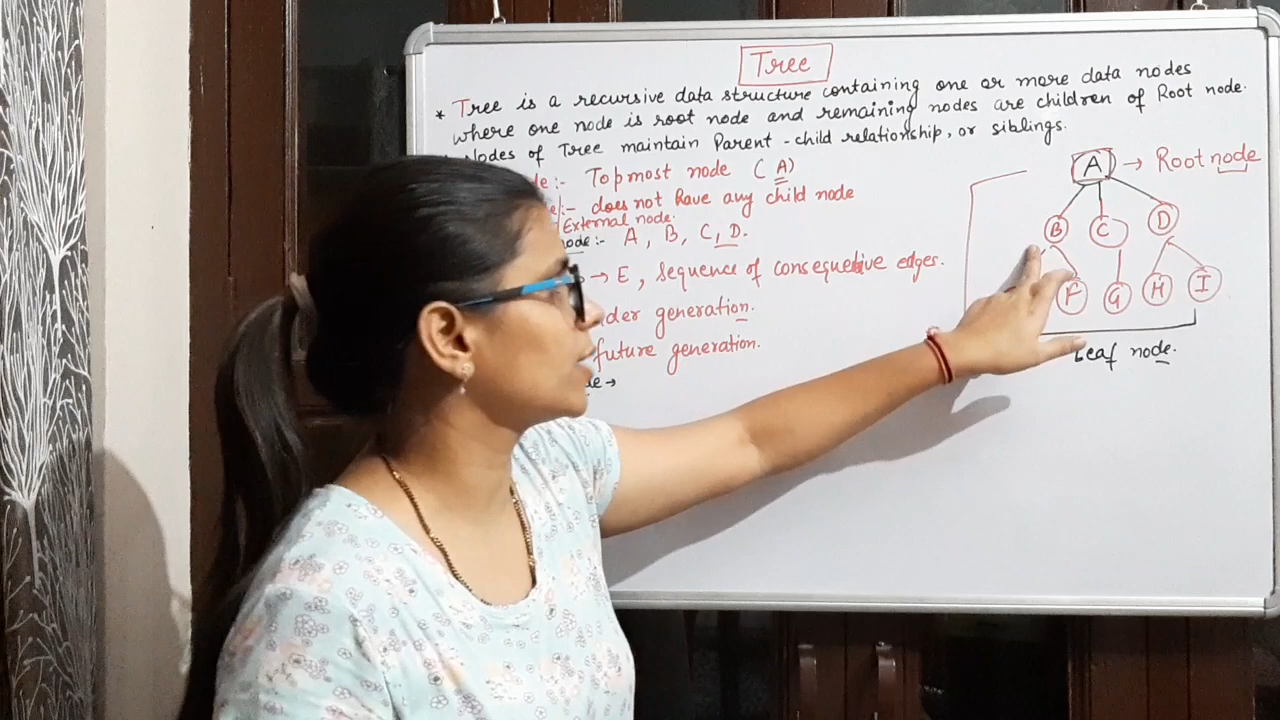 Tree
* Tree is a recursive data structure containing one or more data nodes
where one node is root node and remaining nodes are children of Root node.
Nodes of Tree maintain Parent-child relationship, or siblings.
:- Topmost node (A)
:- does not have any child node
External node.
:- A, B, C, D.
→ E, Sequence of consequetive edges.
generation.
future generation.
→
A → Root node
B C D
F G H I
Leaf node.